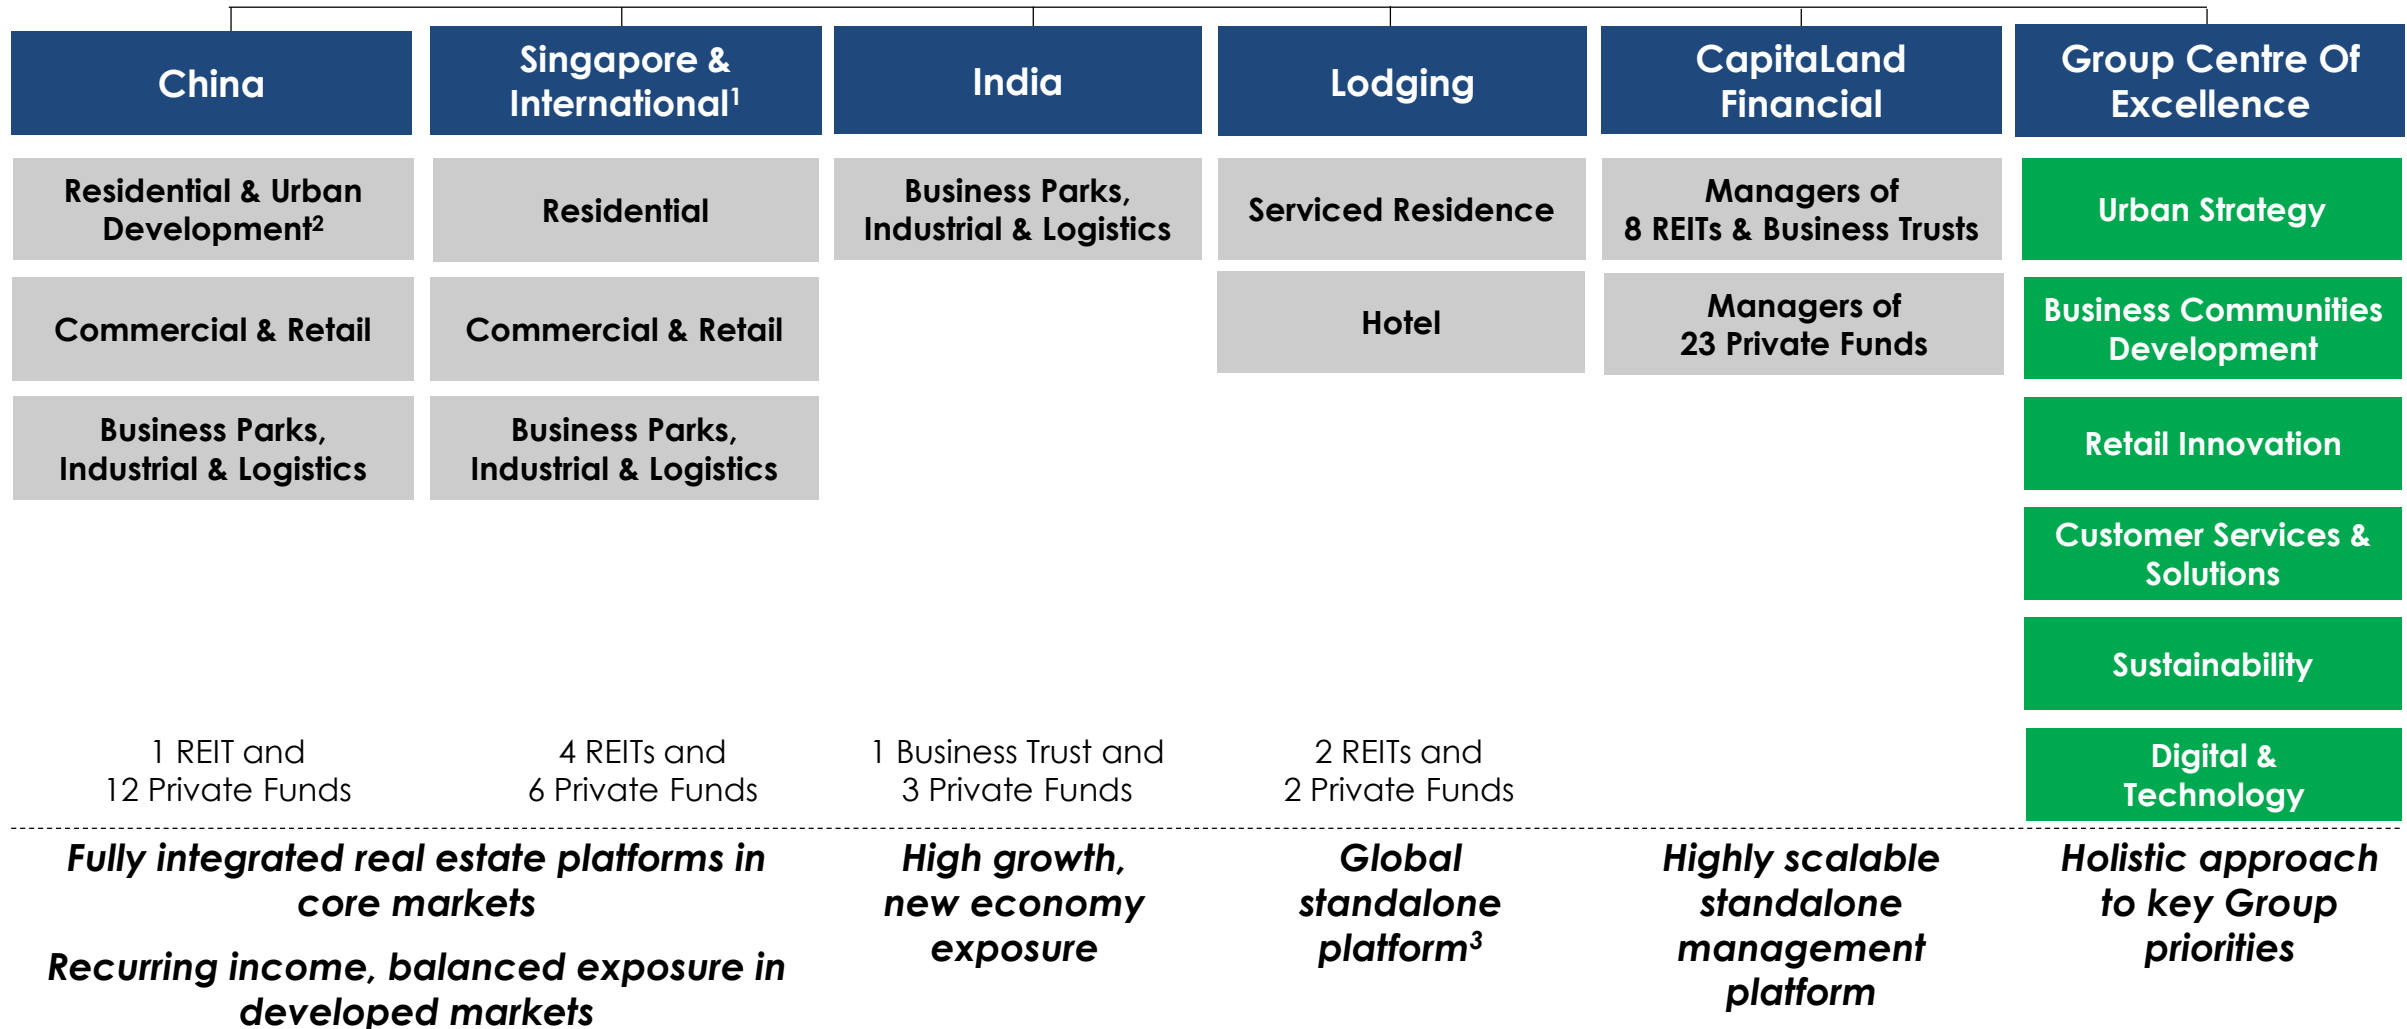 China
Singapore &
International¹
India
Lodging
CapitaLand
Financial
Group Centre Of
Excellence
Residential & Urban
Development²
Commercial & Retail
Business Parks,
Industrial & Logistics
Residential
Commercial & Retail
Business Parks,
Industrial & Logistics
Business Parks,
Industrial & Logistics
Serviced Residence
Hotel
Managers of
8 REITs & Business Trusts
Managers of
23 Private Funds
Urban Strategy
Business Communities
Development
Retail Innovation
Customer Services &
Solutions
Sustainability
Digital &
Technology
1 REIT and
12 Private Funds
4 REITs and
6 Private Funds
1 Business Trust and
3 Private Funds
2 REITs and
2 Private Funds
Fully integrated real estate platforms in
core markets
Recurring income, balanced exposure in
developed markets
High growth,
new economy
exposure
Global
standalone
platform³
Highly scalable
standalone
management
platform
Holistic approach
to key Group
priorities